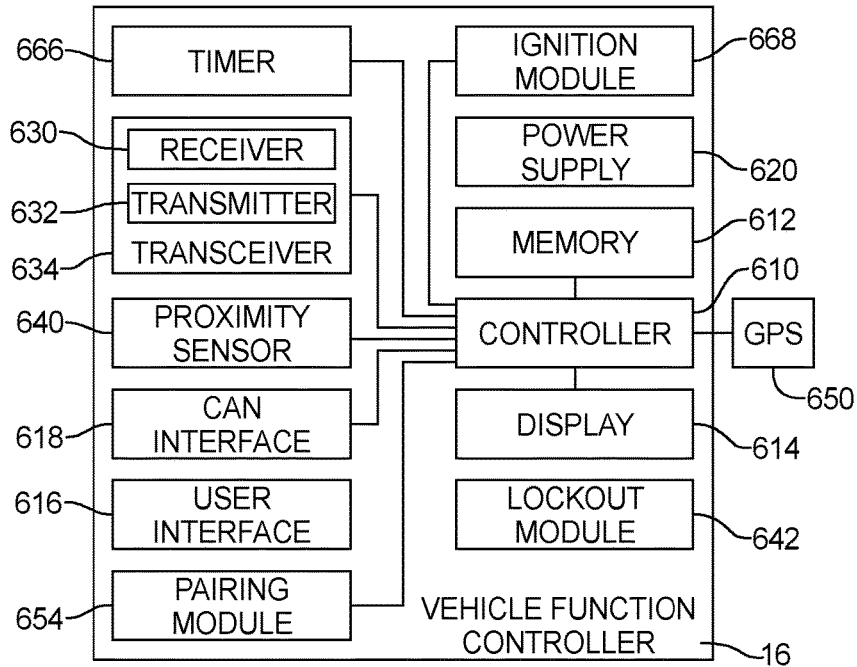 666
TIMER
630
RECEIVER
632
TRANSMITTER
634
TRANSCEIVER
640
PROXIMITY
SENSOR
618
CAN
INTERFACE
616
USER
INTERFACE
654
PAIRING
MODULE
IGNITION
MODULE
668
POWER
SUPPLY
620
MEMORY
612
CONTROLLER
610
GPS
650
DISPLAY
614
LOCKOUT
MODULE
642
VEHICLE FUNCTION
CONTROLLER
16